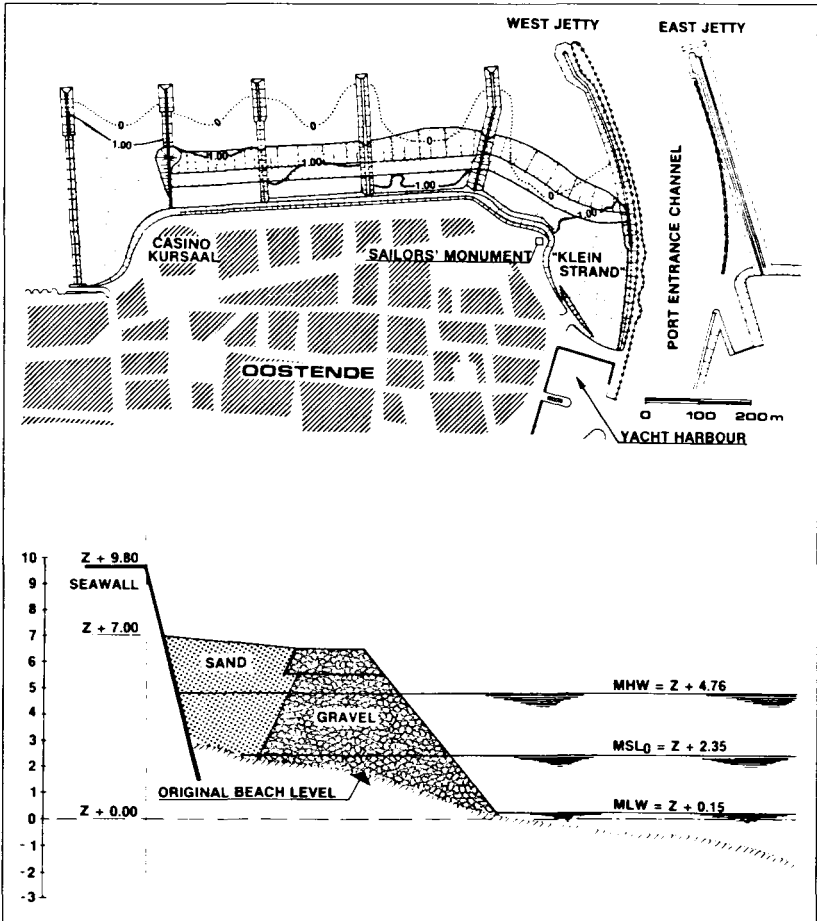 WEST JETTY
EAST JETTY
0
0
0
0
1.00
1.00
1.00
1.00
0
1.00
CASINO
KURSAAL
SAILORS' MONUMENT
"KLEIN
STRAND"
PORT ENTRANCE CHANNEL
OOSTENDE
0 100 200m
YACHT HARBOUR
10
9
8
7
6
5
4
3
2
1
0
-1
-2
-3
Z + 9.80
SEAWALL
Z + 7.00
SAND
GRAVEL
MHW = Z + 4.76
MSL0 = Z + 2.35
ORIGINAL BEACH LEVEL
MLW = Z + 0.15
Z + 0.00